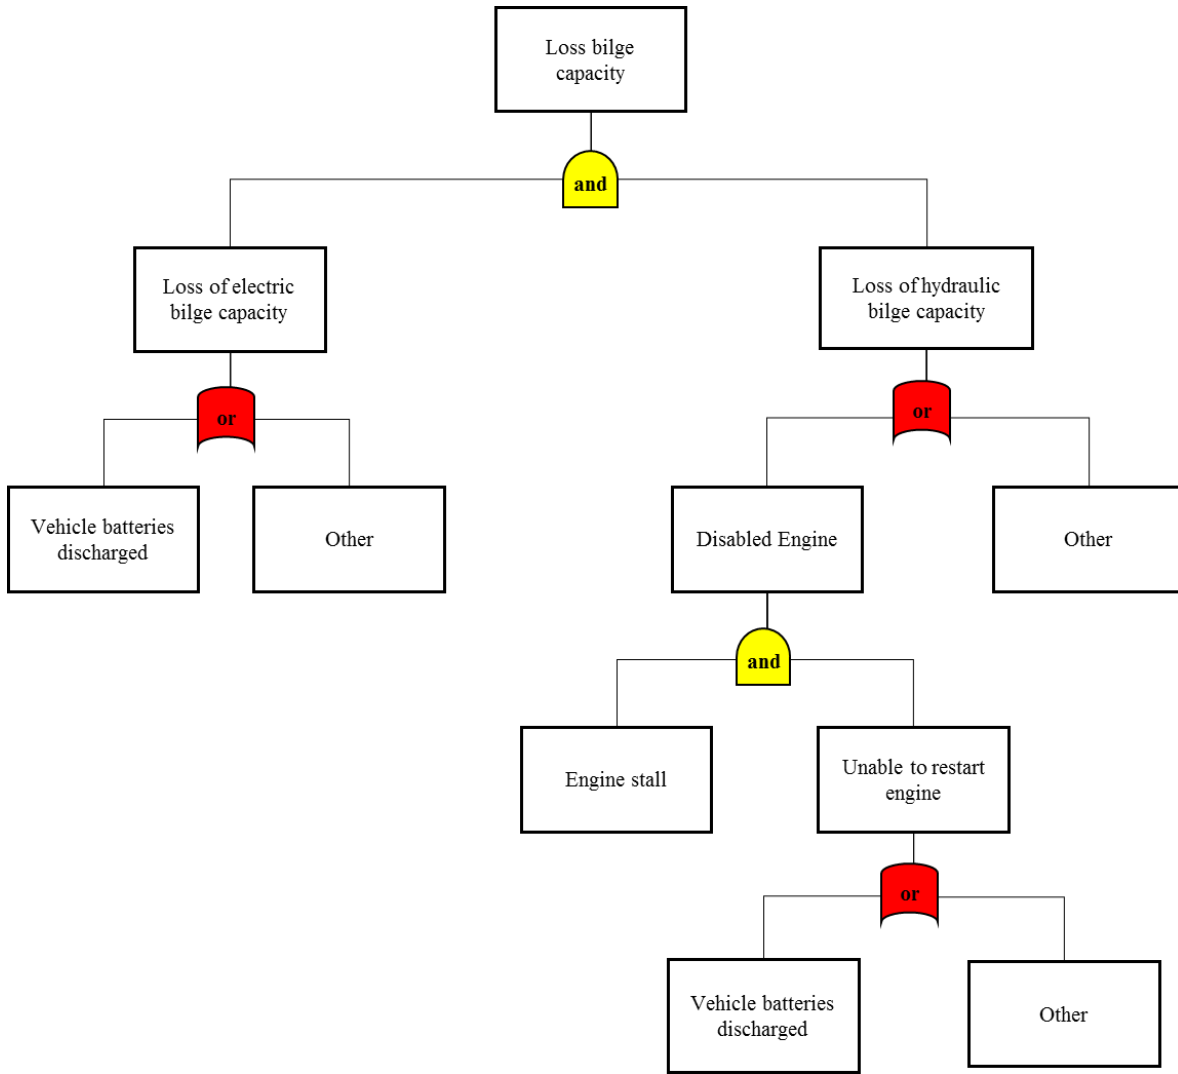 Loss bilge
capacity
and
Loss of electric
bilge capacity
Loss of hydraulic
bilge capacity
or
or
Vehicle batteries
discharged
Other
Disabled Engine
Other
and
Engine stall
Unable to restart
engine
or
Vehicle batteries
discharged
Other